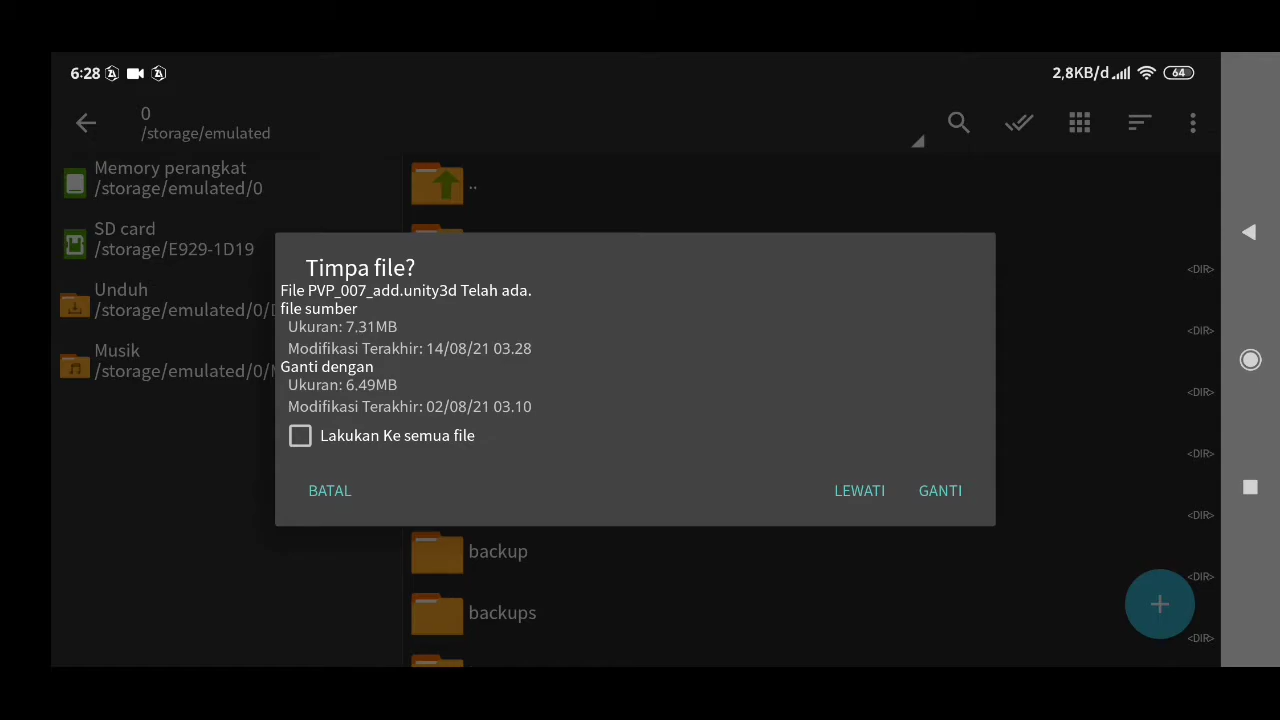 6:28
2,8KB/d
64
0
/storage/emulated
Memory perangkat
/storage/emulated/0
SD card
/storage/E929-1D19
Unduh
/storage/emulated/0/
Musik
/storage/emulated/0/
..
<DIR>
<DIR>
<DIR>
<DIR>
<DIR>
<DIR>
<DIR>
Timpa file?
File PVP_007_add.unity3d Telah ada.
file sumber
Ukuran: 7.31MB
Modifikasi Terakhir: 14/08/21 03.28
Ganti dengan
Ukuran: 6.49MB
Modifikasi Terakhir: 02/08/21 03.10
Lakukan Ke semua file
BATAL
LEWATI
GANTI
backup
backups